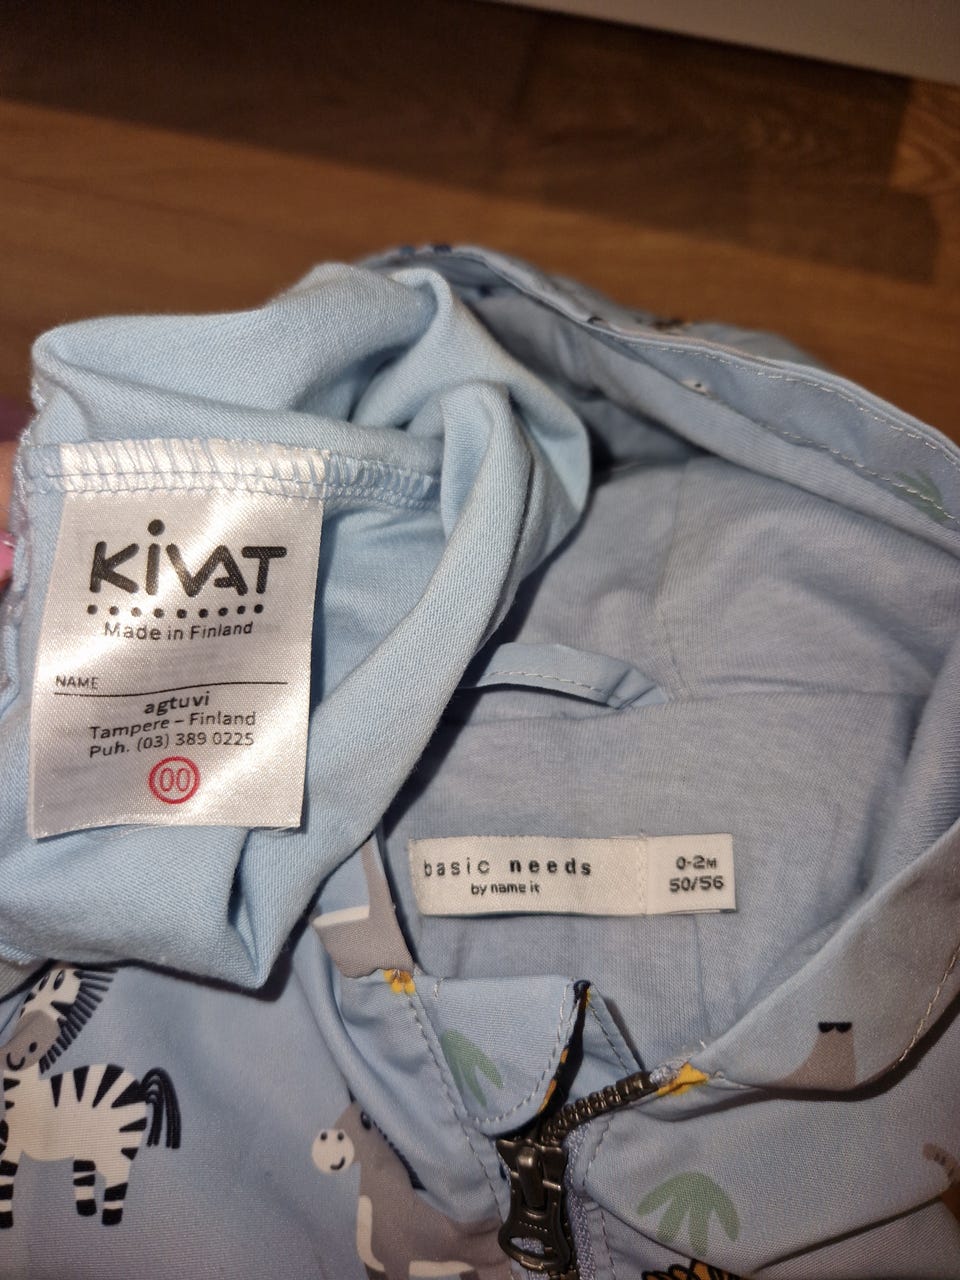 KiVAT
Made in Finland
NAME
agtuvi
Tampere – Finland
Puh. (03) 389 0225
00
basic needs
by name it
0-2M
50/56